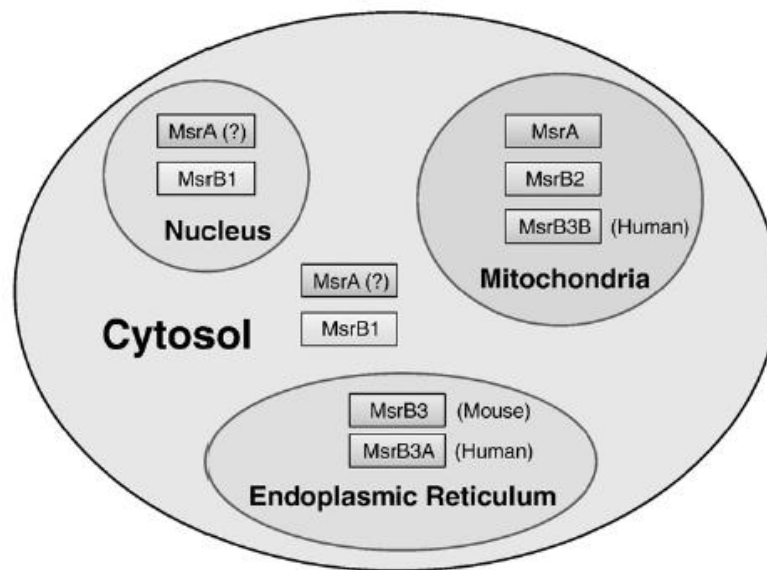 MsrA (?)
MsrB1
Nucleus
MsrA
MsrB2
MsrB3B (Human)
Mitochondria
MsrA (?)
MsrB1
Cytosol
MsrB3 (Mouse)
MsrB3A (Human)
Endoplasmic Reticulum